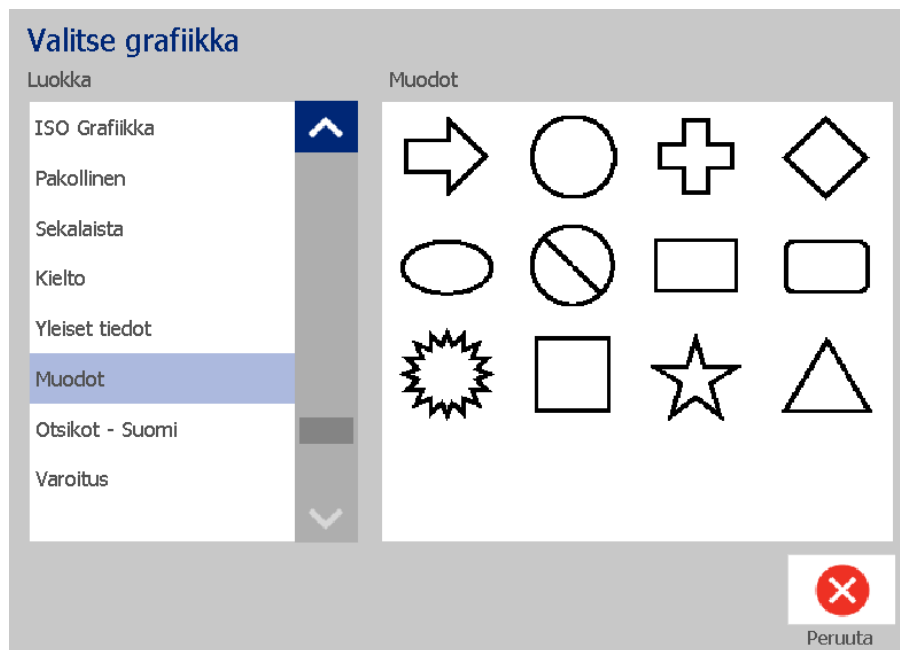 Valitse grafiikka
Luokka
Muodot
ISO Grafiikka
Pakollinen
Sekalaista
Kielto
Yleiset tiedot
Muodot
Otsikot - Suomi
Varoitus
Peruuta